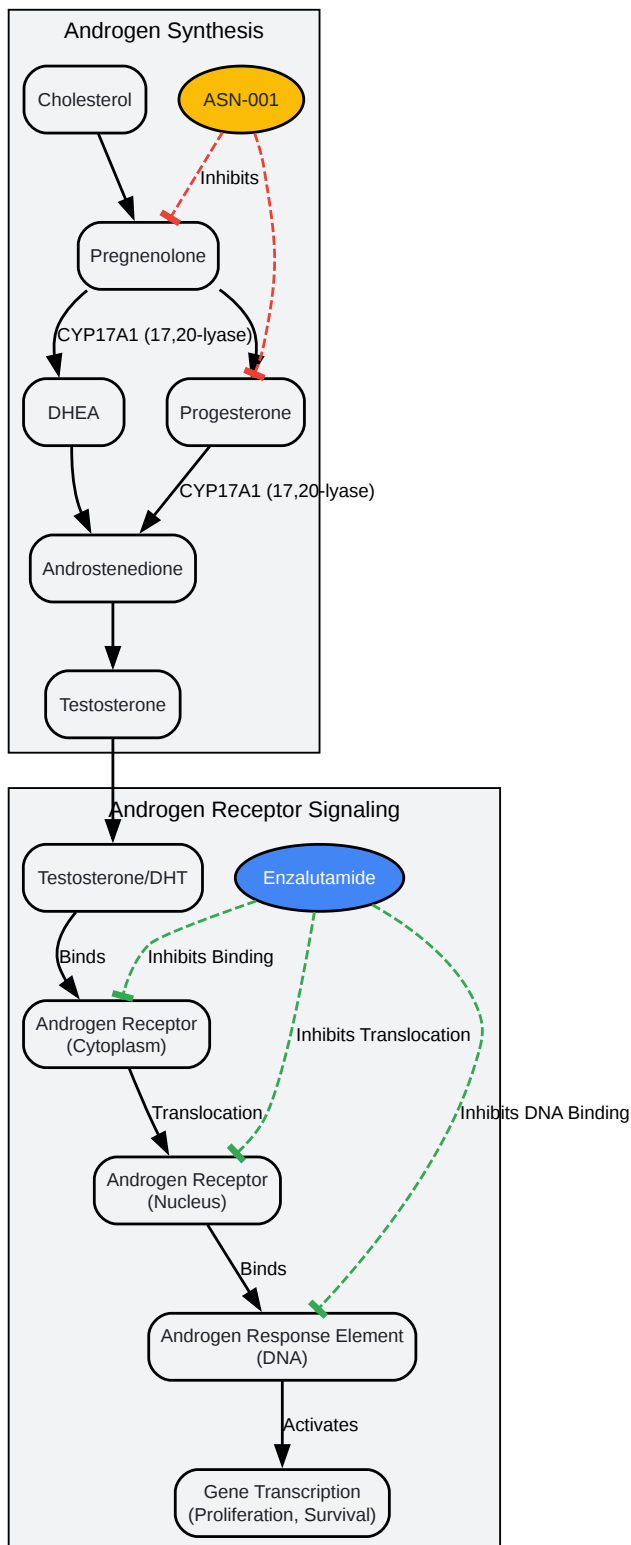 Androgen Synthesis
Cholesterol
ASN-001
Inhibits
Pregnenolone
CYP17A1 (17,20-lyase)
DHEA
Progesterone
CYP17A1 (17,20-lyase)
Androstenedione
Testosterone
Androgen Receptor Signaling
Testosterone/DHT
Enzalutamide
Binds
Inhibits Binding
Androgen Receptor
(Cytoplasm)
Inhibits Translocation
Translocation
Inhibits DNA Binding
Androgen Receptor
(Nucleus)
Binds
Androgen Response Element
(DNA)
Activates
Gene Transcription
(Proliferation, Survival)